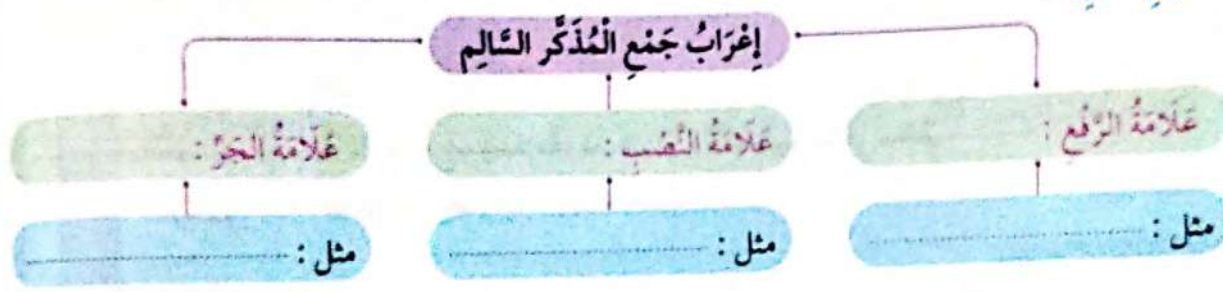 إِعْرَابُ جَمْعِ الْمُذَكَّر السَّالِم
عَلَامَةُ الرَّفْعِ : ..................
عَلَامَةُ النَّصْبِ : ..................
عَلَامَةُ الجَرِّ : ..................
مثل : ..................
مثل : ..................
مثل : ..................